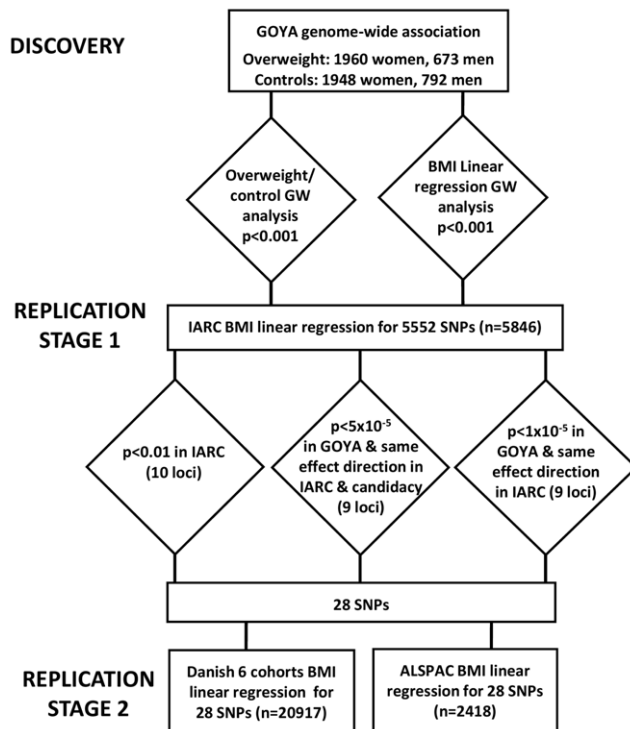 DISCOVERY
GOYA genome-wide association
Overweight: 1960 women, 673 men
Controls: 1948 women, 792 men
Overweight/
control GW
analysis
p<0.001
BMI Linear
regression GW
analysis
p<0.001
REPLICATION
STAGE 1
IARC BMI linear regression for 5552 SNPs (n=5846)
p<0.01 in IARC
(10 loci)
p<5x10⁻⁵
in GOYA & same
effect direction in
IARC & candidacy
(9 loci)
p<1x10⁻⁵ in
GOYA & same
effect direction
in IARC (9 loci)
28 SNPs
REPLICATION
STAGE 2
Danish 6 cohorts BMI
linear regression for
28 SNPs (n=20917)
ALSPAC BMI linear
regression for 28 SNPs
(n=2418)